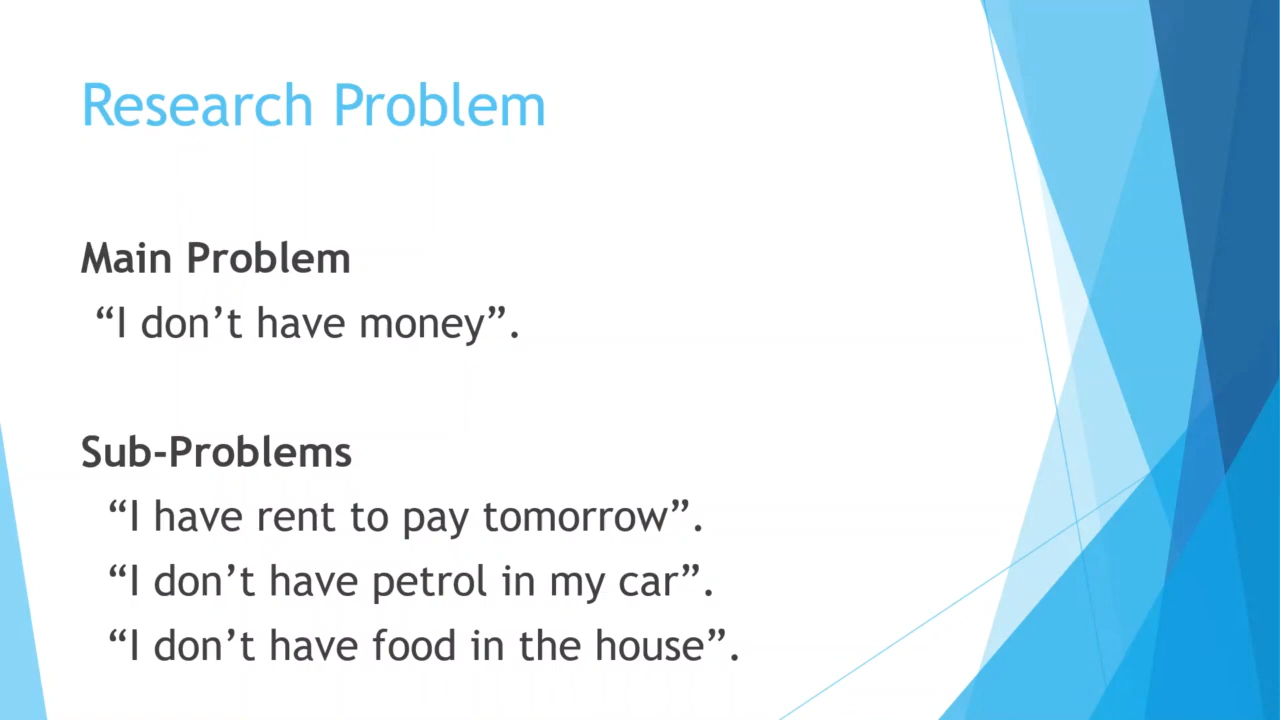 Research Problem
Main Problem
“I don’t have money”.
Sub-Problems
“I have rent to pay tomorrow”.
“I don’t have petrol in my car”.
“I don’t have food in the house”.